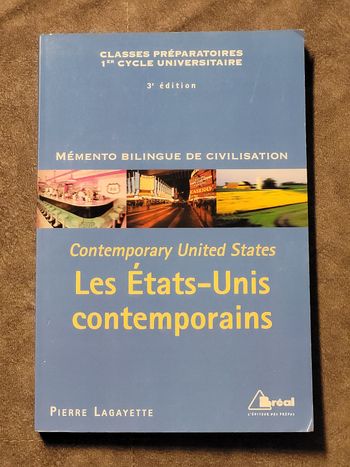 CLASSES PRÉPARATOIRES
1ER CYCLE UNIVERSITAIRE
3e édition
MÉMENTO BILINGUE DE CIVILISATION
Contemporary United States
Les États-Unis
contemporains
Bréal
L'ÉDITEUR DES PRÉPAS
PIERRE LAGAYETTE